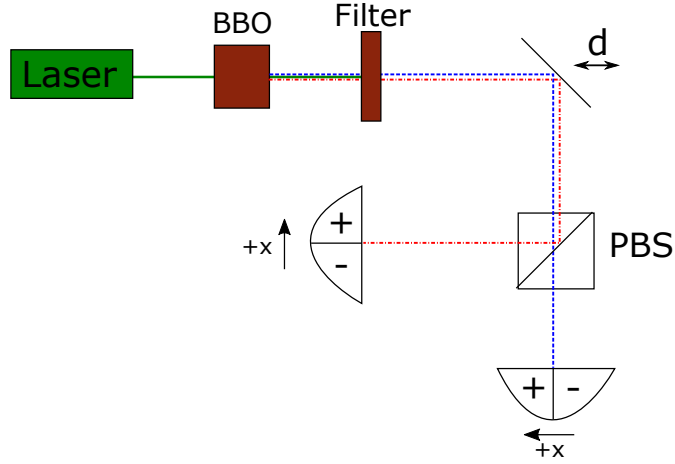 BBO
Filter
Laser
d
+
-
+x
PBS
+
-
+x